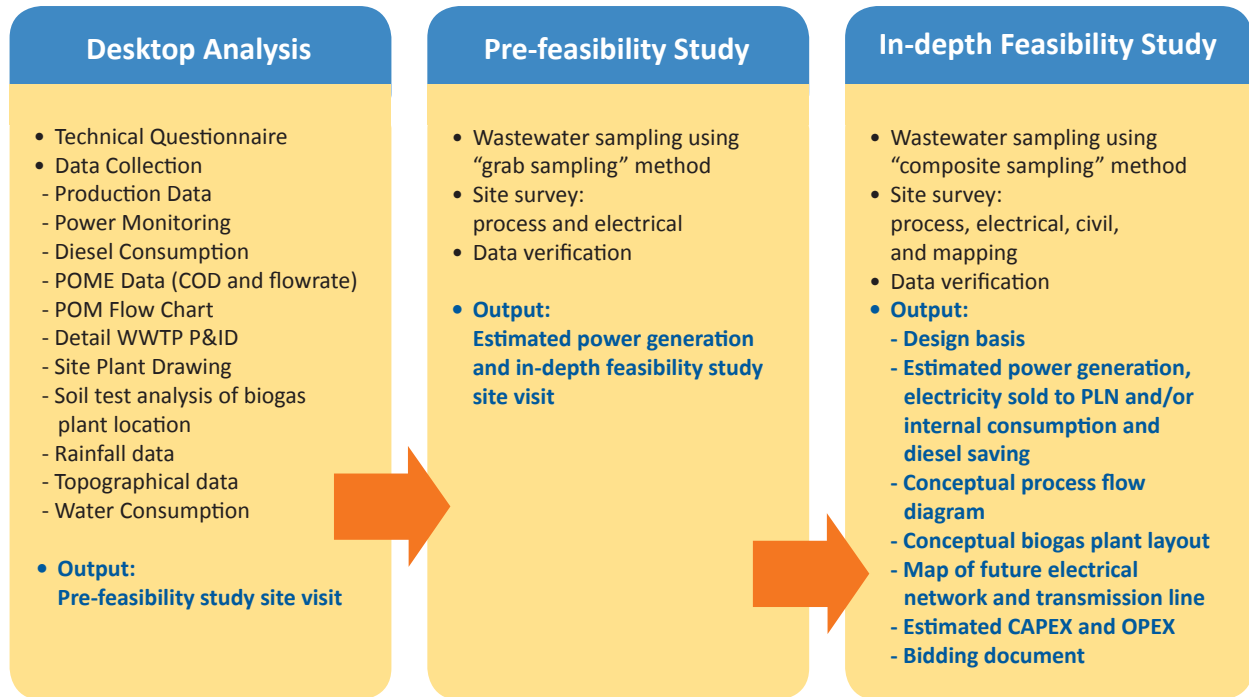 Desktop Analysis
• Technical Questionnaire
• Data Collection
- Production Data
- Power Monitoring
- Diesel Consumption
- POME Data (COD and flowrate)
- POM Flow Chart
- Detail WWTP P&ID
- Site Plant Drawing
- Soil test analysis of biogas
plant location
- Rainfall data
- Topographical data
- Water Consumption
• Output:
Pre-feasibility study site visit
Pre-feasibility Study
• Wastewater sampling using
“grab sampling” method
• Site survey:
process and electrical
• Data verification
• Output:
Estimated power generation
and in-depth feasibility study
site visit
In-depth Feasibility Study
• Wastewater sampling using
“composite sampling” method
• Site survey:
process, electrical, civil,
and mapping
• Data verification
• Output:
- Design basis
- Estimated power generation,
electricity sold to PLN and/or
internal consumption and
diesel saving
- Conceptual process flow
diagram
- Conceptual biogas plant layout
- Map of future electrical
network and transmission line
- Estimated CAPEX and OPEX
- Bidding document